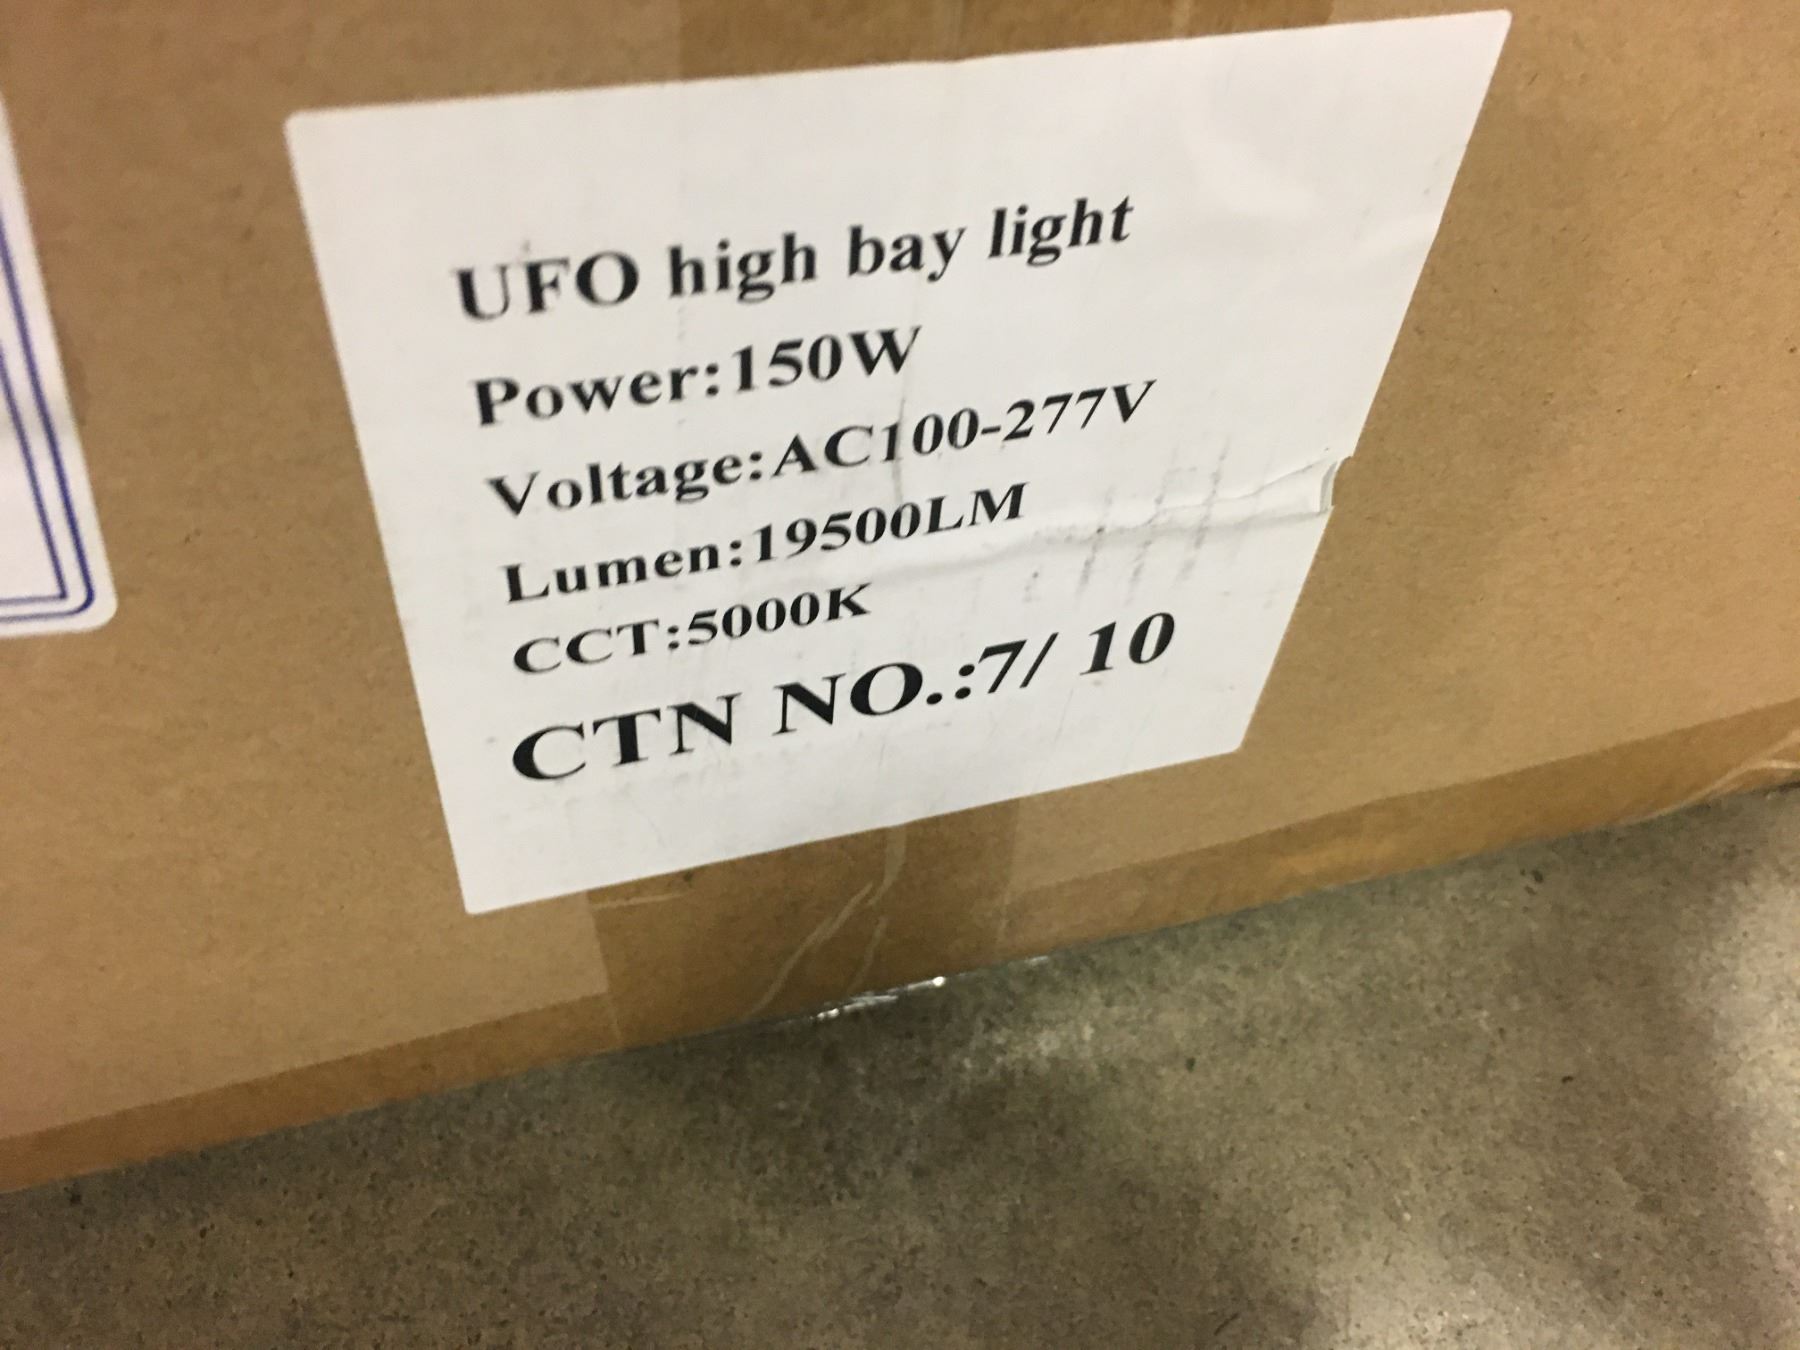 UFO high bay light
Power:150W
Voltage:AC100-277V
Lumen:19500LM
CCT:5000K
CTN NO.:7/ 10